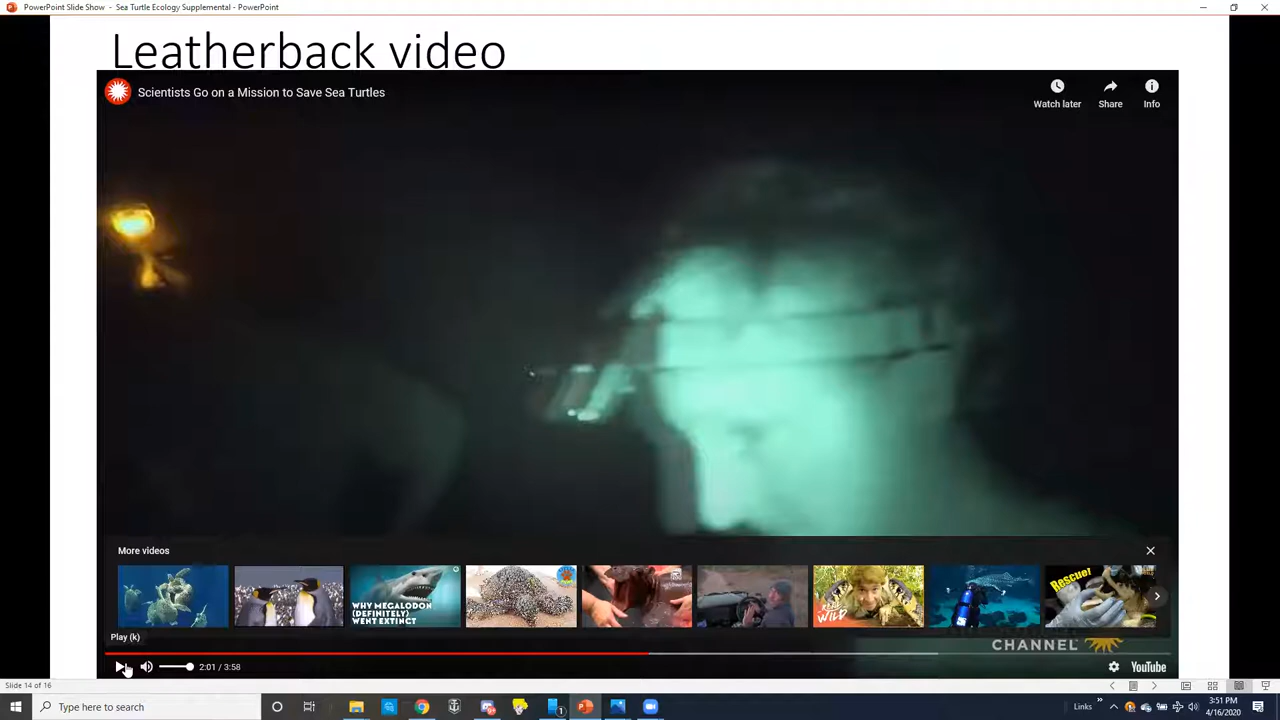 PowerPoint Slide Show - Sea Turtle Ecology Supplemental - PowerPoint
Leatherback video
Scientists Go on a Mission to Save Sea Turtles
Watch later
Share
Info
More videos
WHY MEGALODON
(DEFINITELY)
WENT EXTINCT
REAL
WILD
Rescue!
Play (k)
CHANNEL
2:01 / 3:58
YouTube
Slide 14 of 16
Type here to search
Links
3:51 PM
4/16/2020